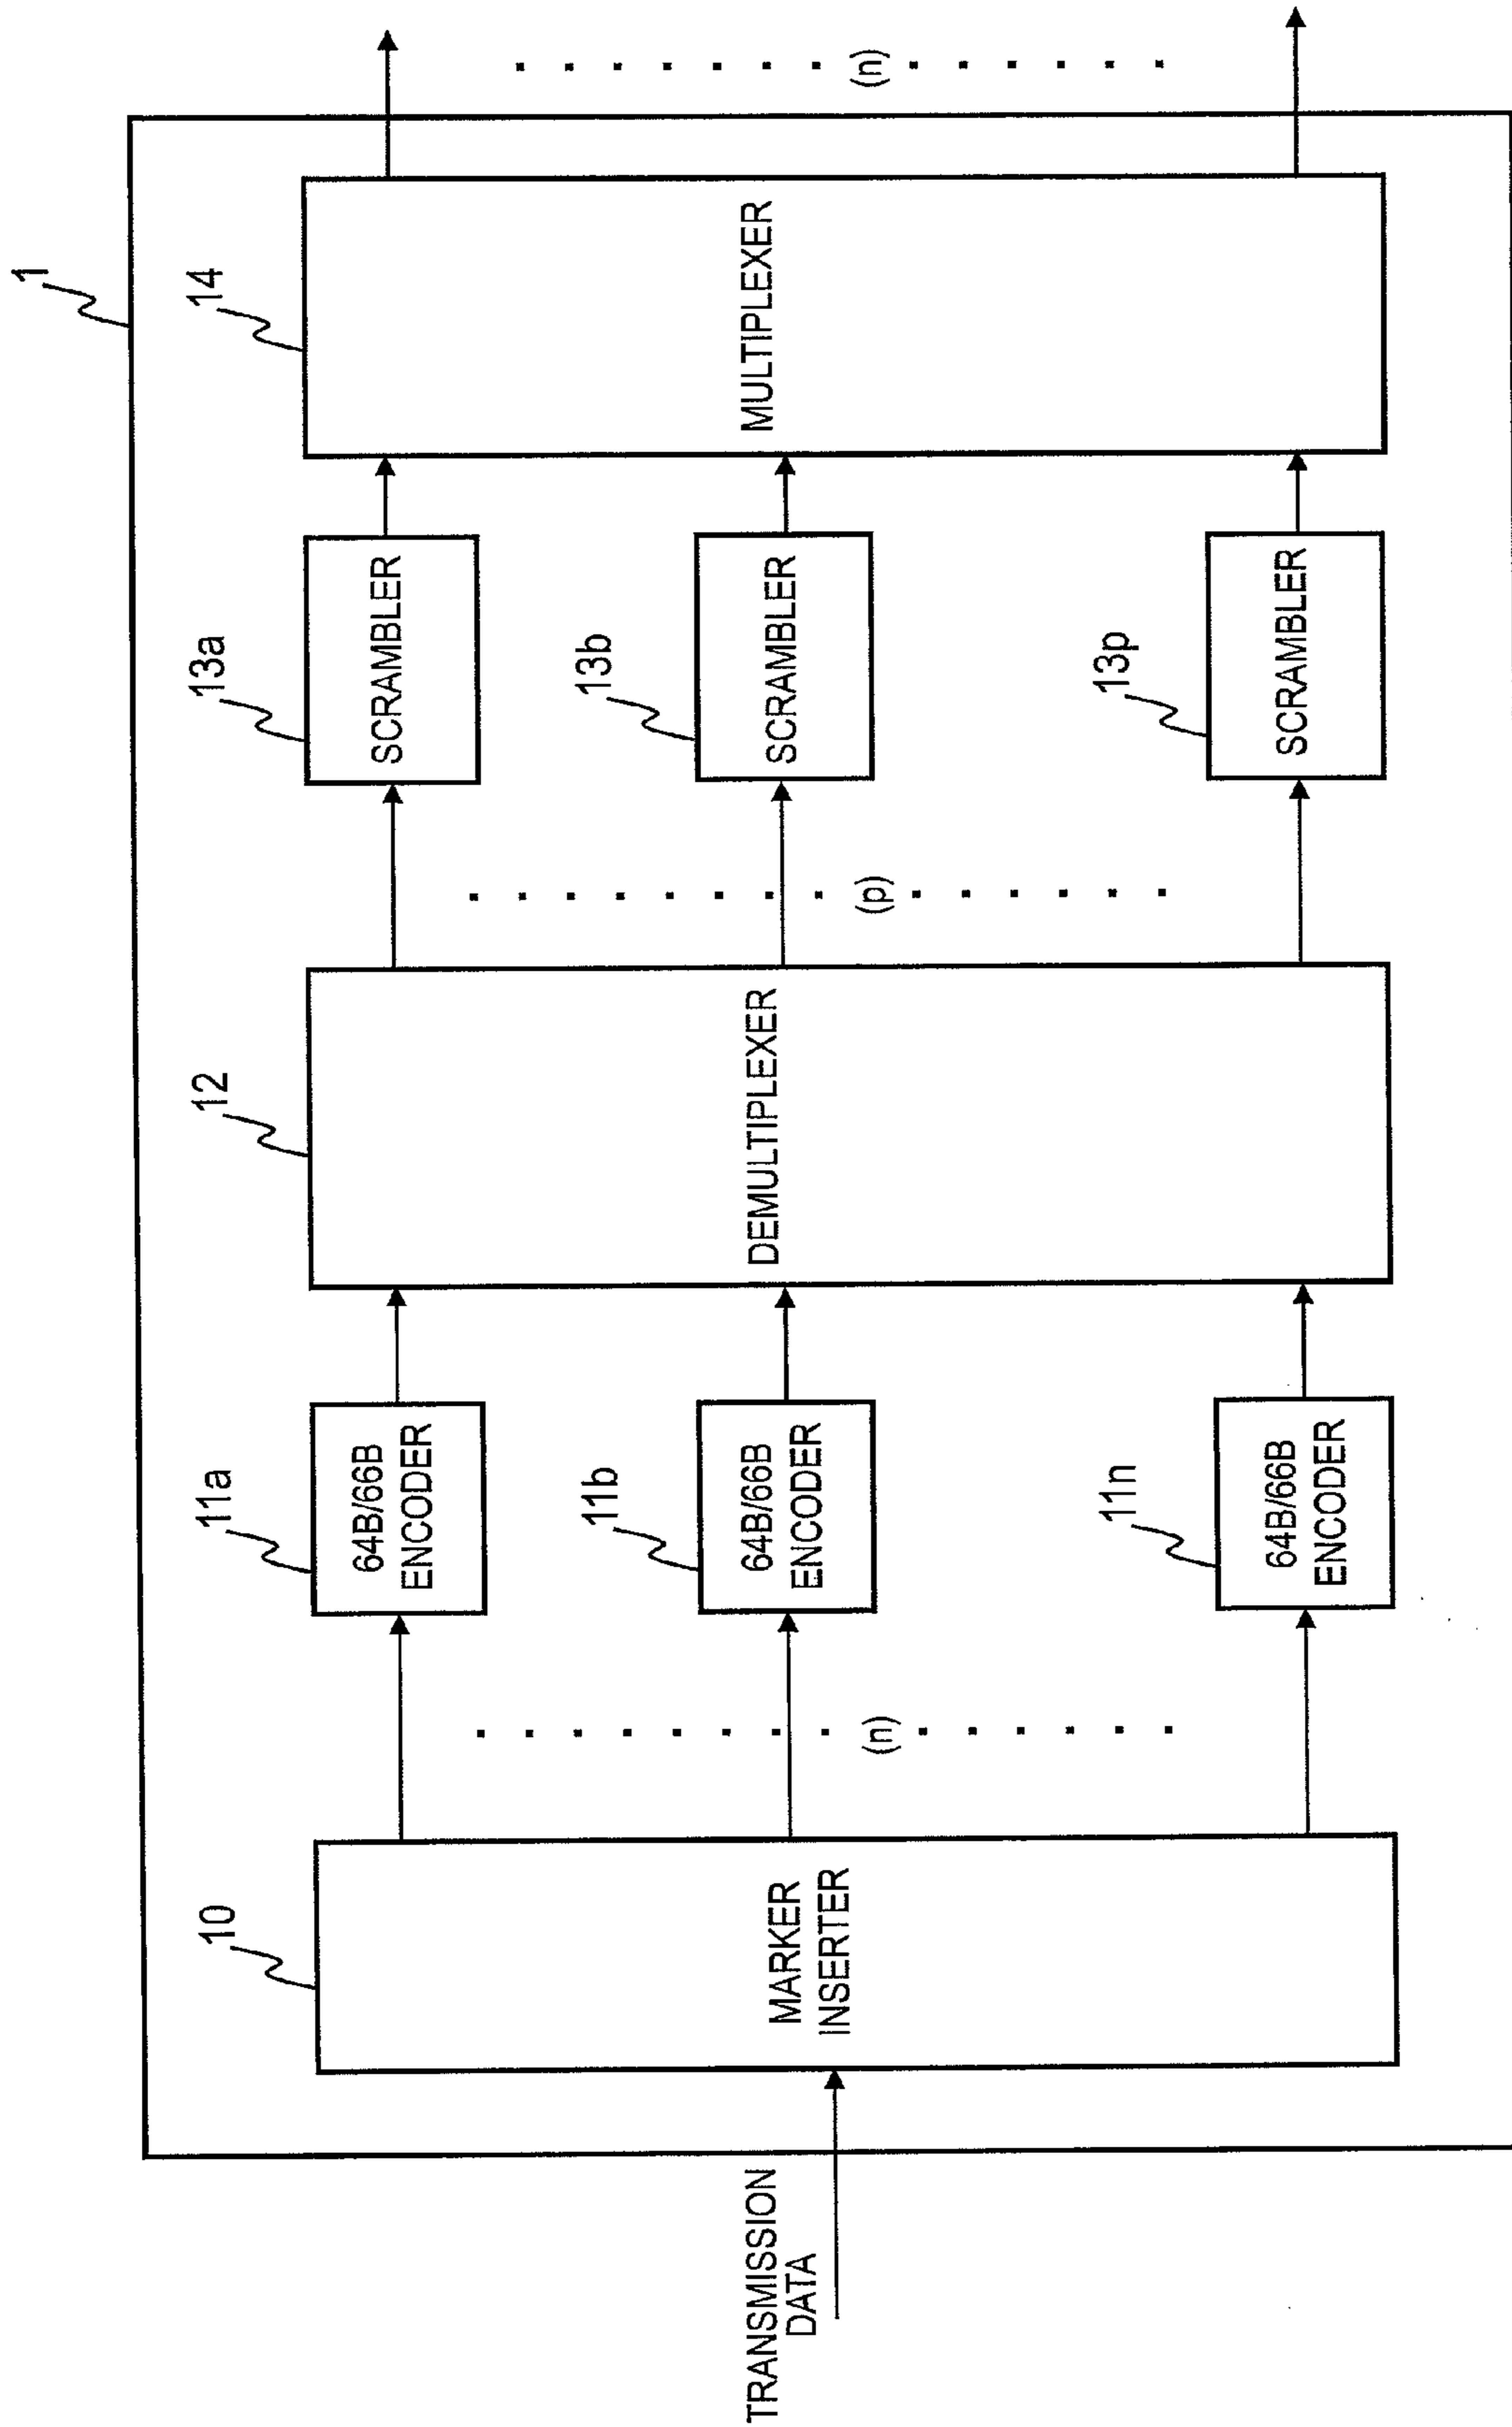 1
TRANSMISSION
DATA
10
MARKER
INSERTER
(n)
11a
64B/66B
ENCODER
11b
64B/66B
ENCODER
11n
64B/66B
ENCODER
12
DEMULTIPLEXER
(p)
13a
SCRAMBLER
13b
SCRAMBLER
13p
SCRAMBLER
14
MULTIPLEXER
(n)